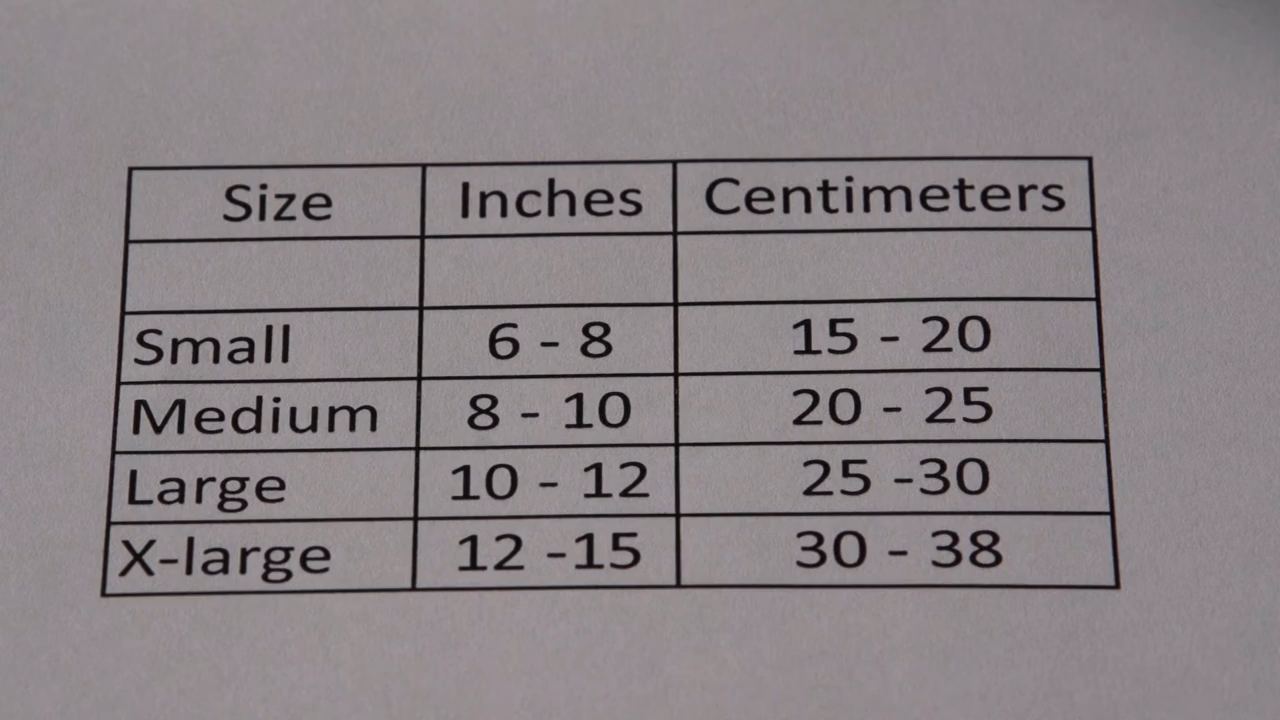 Size Inches Centimeters
Small 6 - 8 15 - 20
Medium 8 - 10 20 - 25
Large 10 - 12 25 -30
X-large 12 -15 30 - 38